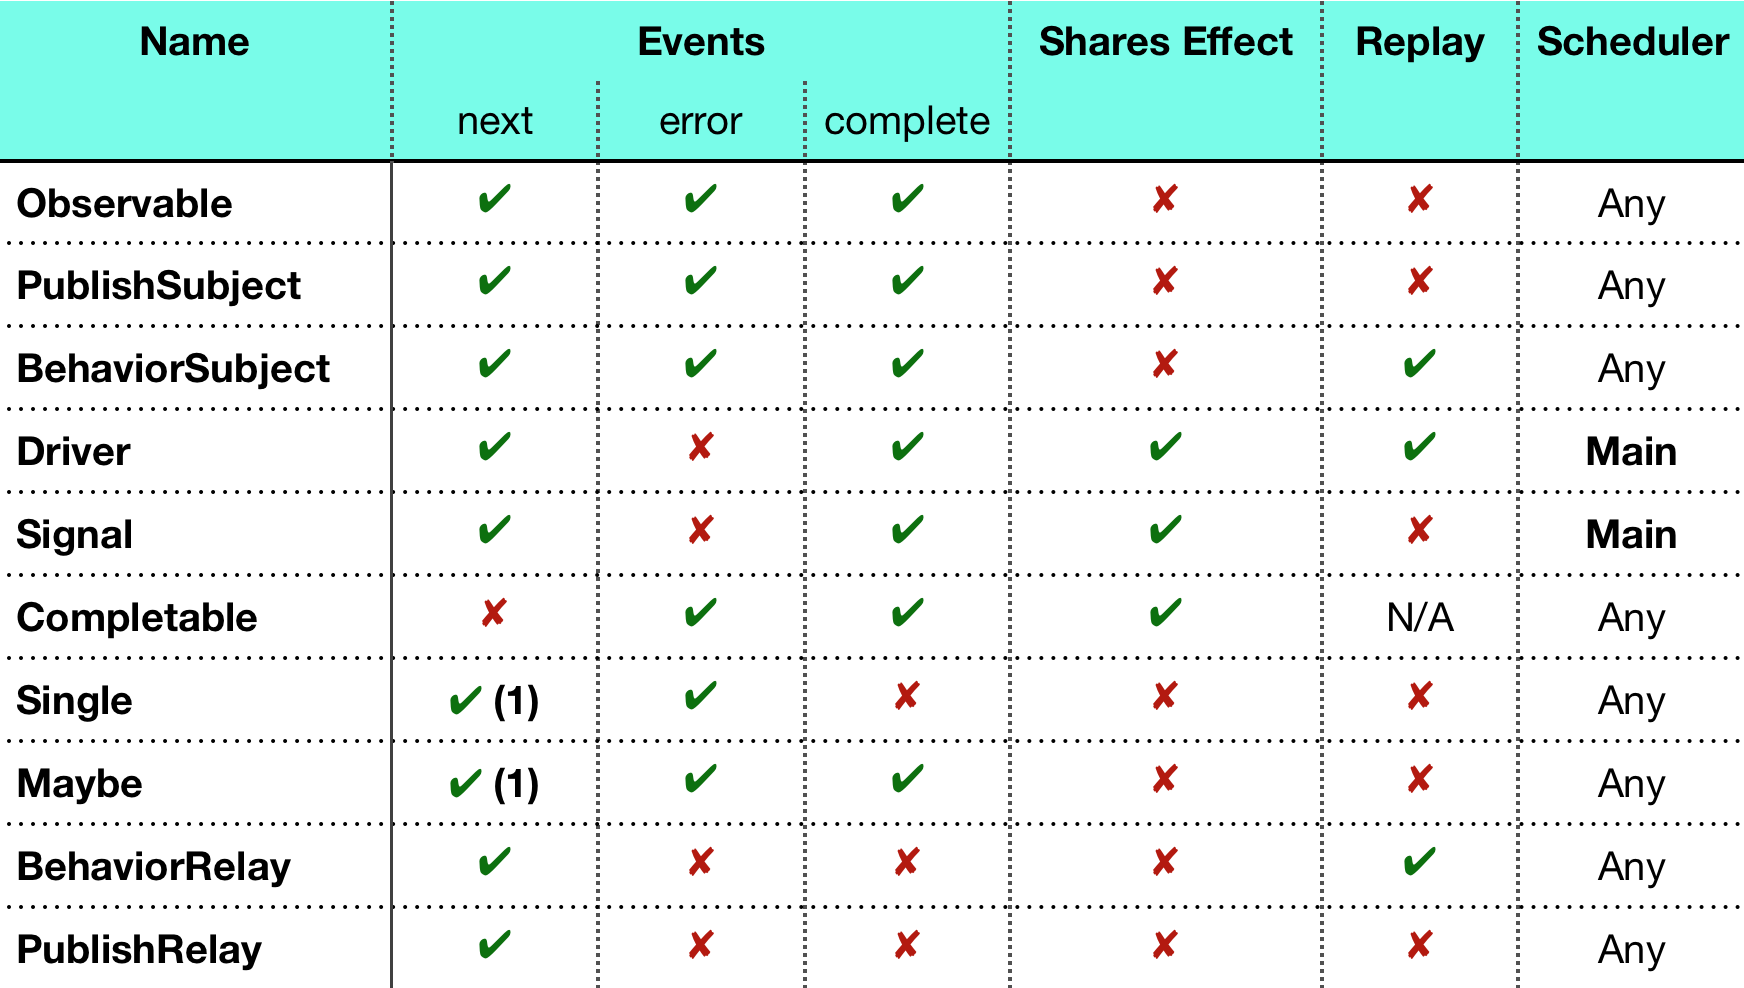 Name Events Shares Effect Replay Scheduler
next error complete
Observable ✔ ✔ ✔ ✘ ✘ Any
PublishSubject ✔ ✔ ✔ ✘ ✘ Any
BehaviorSubject ✔ ✔ ✔ ✘ ✔ Any
Driver ✔ ✘ ✔ ✔ ✔ Main
Signal ✔ ✘ ✔ ✔ ✘ Main
Completable ✘ ✔ ✔ ✔ N/A Any
Single ✔ (1) ✔ ✘ ✘ ✘ Any
Maybe ✔ (1) ✔ ✔ ✘ ✘ Any
BehaviorRelay ✔ ✘ ✘ ✘ ✔ Any
PublishRelay ✔ ✘ ✘ ✘ ✘ Any